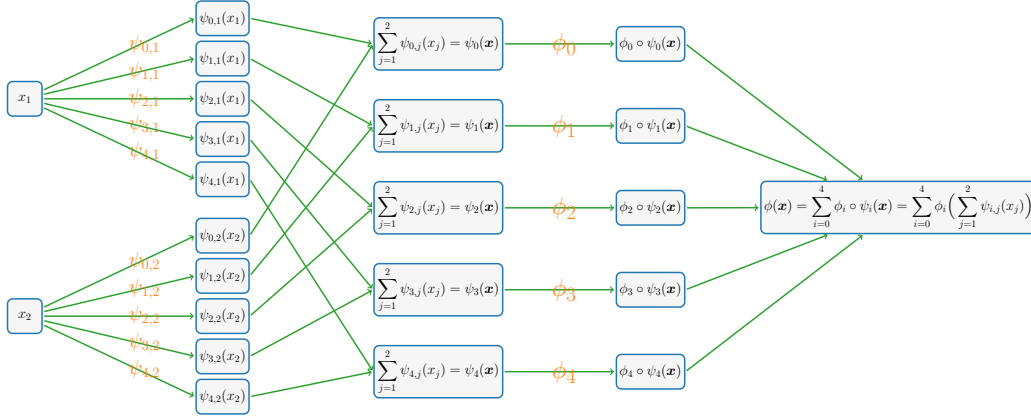 x₁
ψ₀,₁
ψ₁,₁
ψ₂,₁
ψ₃,₁
ψ₄,₁
ψ₀,₁(x₁)
ψ₁,₁(x₁)
ψ₂,₁(x₁)
ψ₃,₁(x₁)
ψ₄,₁(x₁)
x₂
ψ₀,₂
ψ₁,₂
ψ₂,₂
ψ₃,₂
ψ₄,₂
ψ₀,₂(x₂)
ψ₁,₂(x₂)
ψ₂,₂(x₂)
ψ₃,₂(x₂)
ψ₄,₂(x₂)
∑_{j=1}^{2} ψ₀,ⱼ(xⱼ) = ψ₀(𝒙)
∑_{j=1}^{2} ψ₁,ⱼ(xⱼ) = ψ₁(𝒙)
∑_{j=1}^{2} ψ₂,ⱼ(xⱼ) = ψ₂(𝒙)
∑_{j=1}^{2} ψ₃,ⱼ(xⱼ) = ψ₃(𝒙)
∑_{j=1}^{2} ψ₄,ⱼ(xⱼ) = ψ₄(𝒙)
ϕ₀
ϕ₁
ϕ₂
ϕ₃
ϕ₄
ϕ₀ ∘ ψ₀(𝒙)
ϕ₁ ∘ ψ₁(𝒙)
ϕ₂ ∘ ψ₂(𝒙)
ϕ₃ ∘ ψ₃(𝒙)
ϕ₄ ∘ ψ₄(𝒙)
ϕ(𝒙) = ∑_{i=0}^{4} ϕᵢ ∘ ψᵢ(𝒙) = ∑_{i=0}^{4} ϕᵢ(∑_{j=1}^{2} ψᵢ,ⱼ(xⱼ))